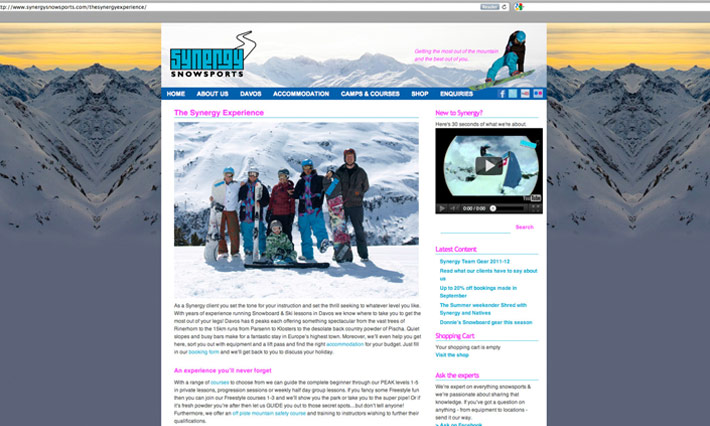 ttp://www.synergysnowsports.com/thesynergyexperience/
Reader
synergy
SNOWSPORTS
Getting the most out of the mountain
and the best out of you.
HOME ABOUT US DAVOS ACCOMMODATION CAMPS & COURSES SHOP ENQUIRIES
The Synergy Experience
As a Synergy client you set the tone for your instruction and set the thrill seeking to whatever level you like.
With years of experience running Snowboard & Ski lessons in Davos we know where to take you to get the
most out of your legs! Davos has 6 peaks each offering something spectacular from the vast trees of
Rinerhorn to the 15km runs from Parsenn to Klosters to the desolate back country powder of Pischa. Quiet
slopes and busy bars make for a fantastic stay in Europe's highest town. Moreover, we'll even help you get
here, sort you out with equipment and a lift pass and find the right accommodation for your budget. Just fill
in our booking form and we'll get back to you to discuss your holiday.
An experience you'll never forget
With a range of courses to choose from we can guide the complete beginner through our PEAK levels 1-5
in private lessons, progression sessions or weekly half day group lessons. If you fancy some Freestyle fun
then you can join our Freestyle courses 1-3 and we'll show you the park or take you to the super pipe! Or if
it's fresh powder you're after then let us GUIDE you out to those secret spots....but don't tell anyone!
Furthermore, we offer an off piste mountain safety course and training to instructors wishing to further their
qualifications.
New to Synergy?
Here's 30 seconds of what we're about.
YouTube
0:00 / 0:00
Search
Latest Content
Synergy Team Gear 2011-12
Read what our clients have to say about
us
Up to 20% off bookings made in
September
The Summer weekender Shred with
Synergy and Natives
Donnie's Snowboard gear this season
Shopping Cart
Your shopping cart is empty
Visit the shop
Ask the experts
We're experts on everything snowsports &
we're passionate about sharing that
knowledge. If you've got a question on
anything - from equipment to locations -
send it our way.
> Ask on Facebook